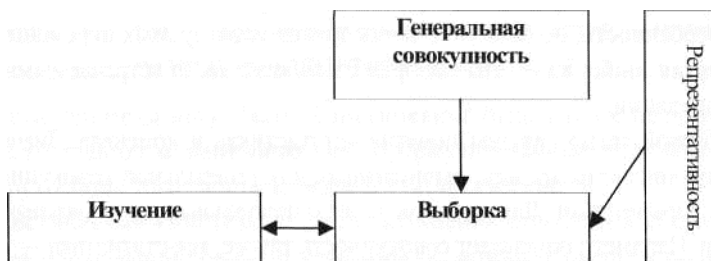 Генеральная
совокупность
Репрезентативность
Изучение
Выборка